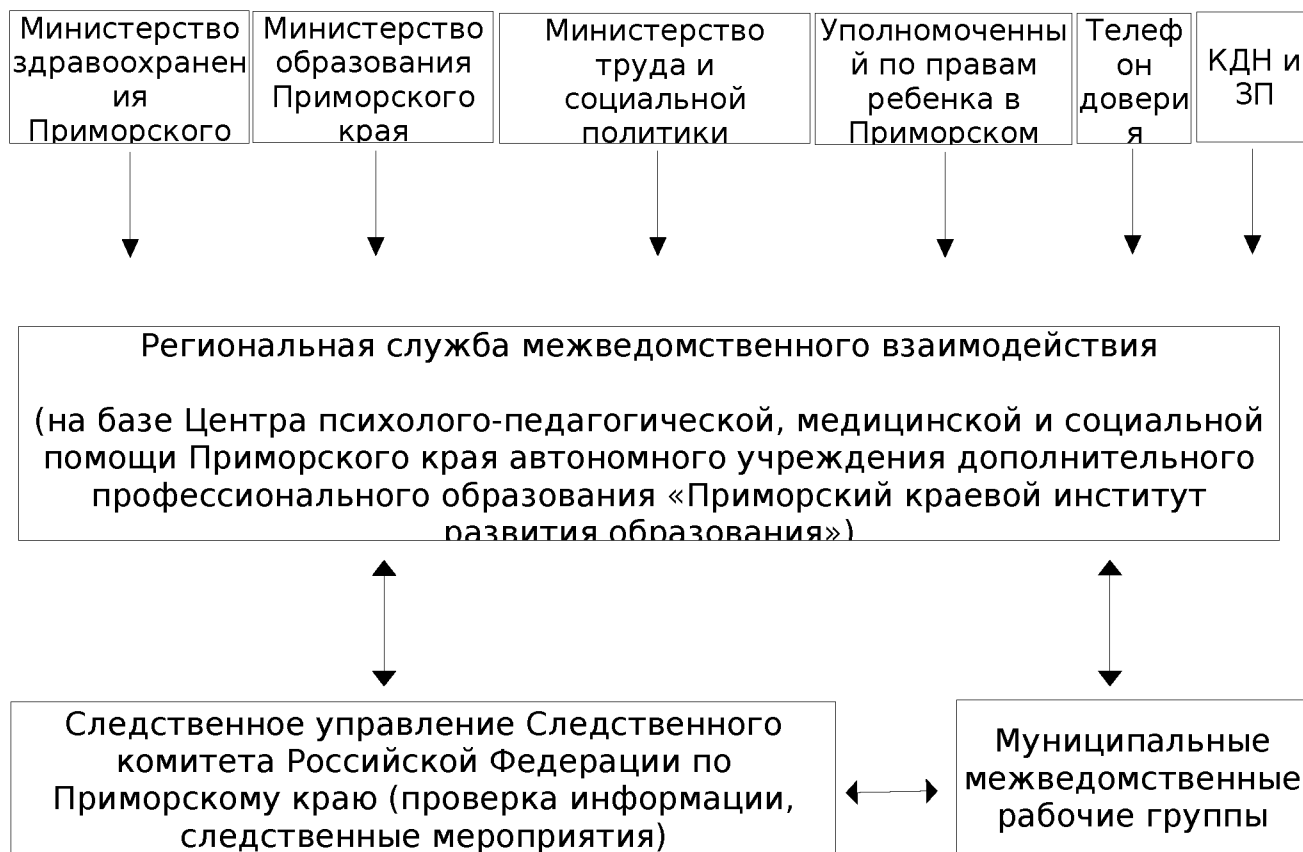 Министерство
здравоохранен
ия
Приморского
Министерство
образования
Приморского
края
Министерство
труда и
социальной
политики
Уполномоченны
й по правам
ребенка в
Приморском
Телеф
он
довери
я
КДН и
ЗП
Региональная служба межведомственного взаимодействия
(на базе Центра психолого-педагогической, медицинской и социальной
помощи Приморского края автономного учреждения дополнительного
профессионального образования «Приморский краевой институт
развития образования»)
Следственное управление Следственного
комитета Российской Федерации по
Приморскому краю (проверка информации,
следственные мероприятия)
Муниципальные
межведомственные
рабочие группы